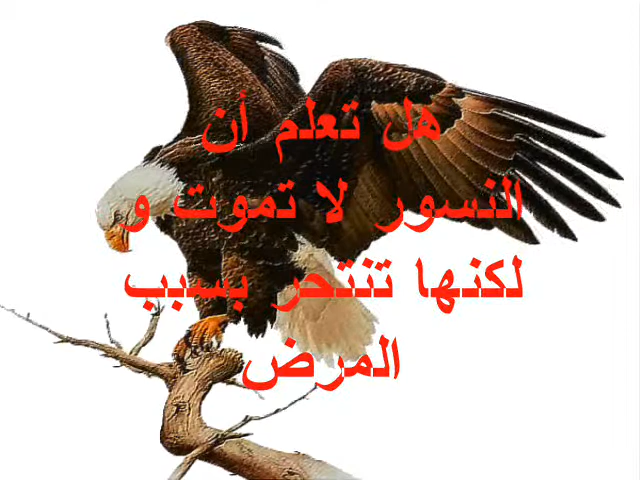 هل تعلم أن
النسور لا تموت و
لكنها تنتحر بسبب
المرض